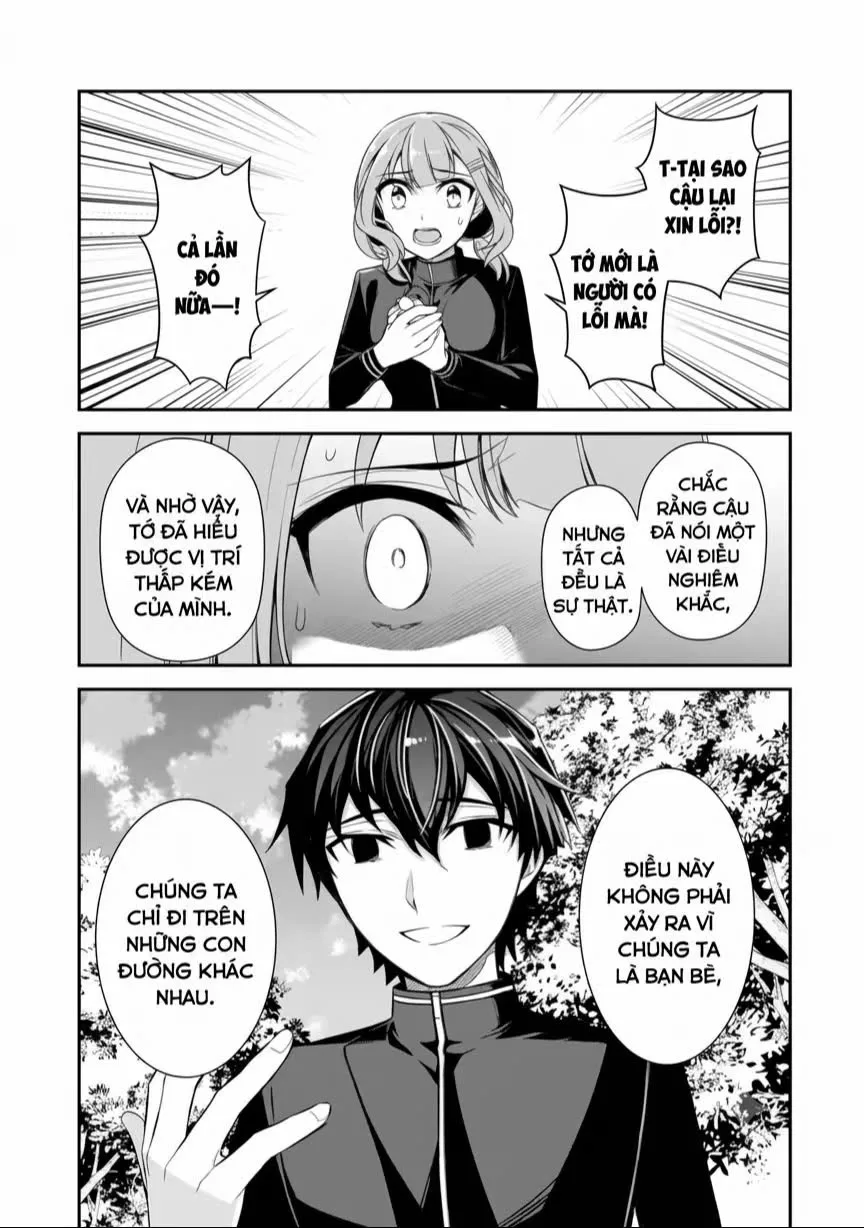 T-TẠI SAO
CẬU LẠI
XIN LỖI?!
TỚ MỚI LÀ
NGƯỜI CÓ
LỖI MÀ!
CẢ LẦN
ĐÓ
NỮA—!
CHẮC
RẰNG CẬU
ĐÃ NÓI MỘT
VÀI ĐIỀU
NGHIÊM
KHẮC,
NHƯNG
TẤT CẢ
ĐỀU LÀ
SỰ THẬT.
VÀ NHỜ VẬY,
TỚ ĐÃ HIỂU
ĐƯỢC VỊ TRÍ
THẤP KÉM
CỦA MÌNH.
ĐIỀU NÀY
KHÔNG PHẢI
XẢY RA VÌ
CHÚNG TA
LÀ BẠN BÈ,
CHÚNG TA
CHỈ ĐI TRÊN
NHỮNG CON
ĐƯỜNG KHÁC
NHAU.